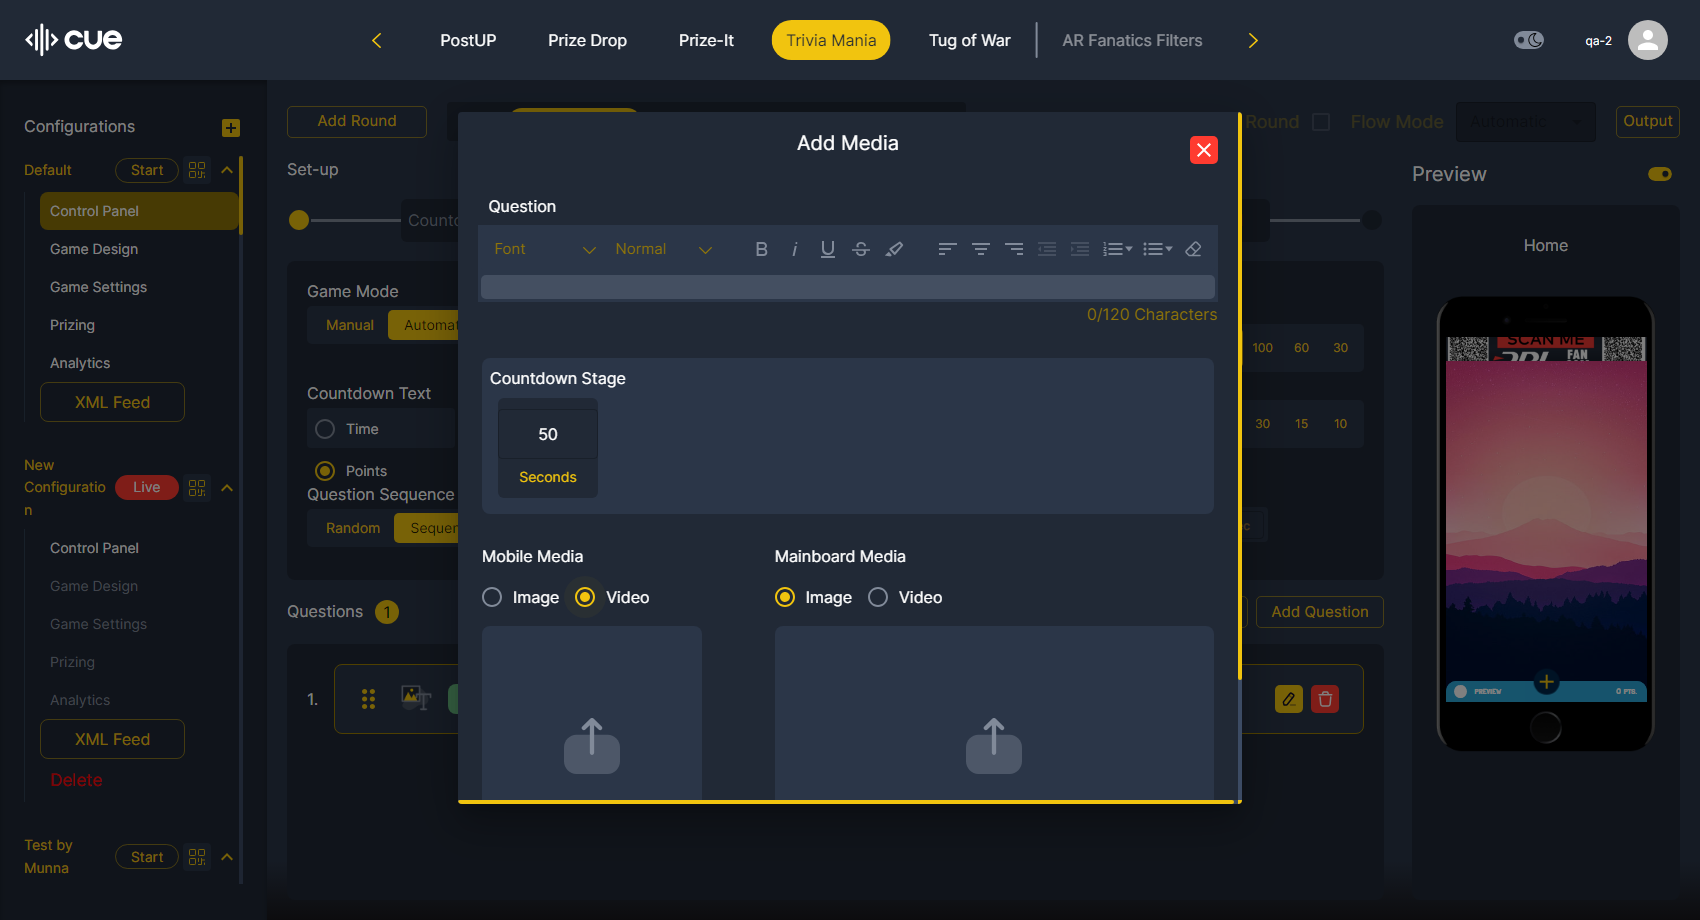 cue
PostUP
Prize Drop
Prize-It
Trivia Mania
Tug of War
AR Fanatics Filters
qa-2
Configurations
Default
Start
Control Panel
Game Design
Game Settings
Prizing
Analytics
XML Feed
New
Configuratio
n
Live
Control Panel
Game Design
Game Settings
Prizing
Analytics
XML Feed
Delete
Test by
Munna
Start
Add Round
Round
Flow Mode
Automatic
Output
Set-up
Game Mode
Manual
Automat
Countdown Text
Time
Points
Question Sequence
Random
Sequen
100 60 30
30 15 10
Questions 1
Add Question
1.
Add Media
Question
Font
Normal
B i U S
0/120 Characters
Countdown Stage
50
Seconds
Mobile Media
Image
Video
Mainboard Media
Image
Video
Preview
Home
SCAN ME
FAN
PREVIEW
0 PTS.